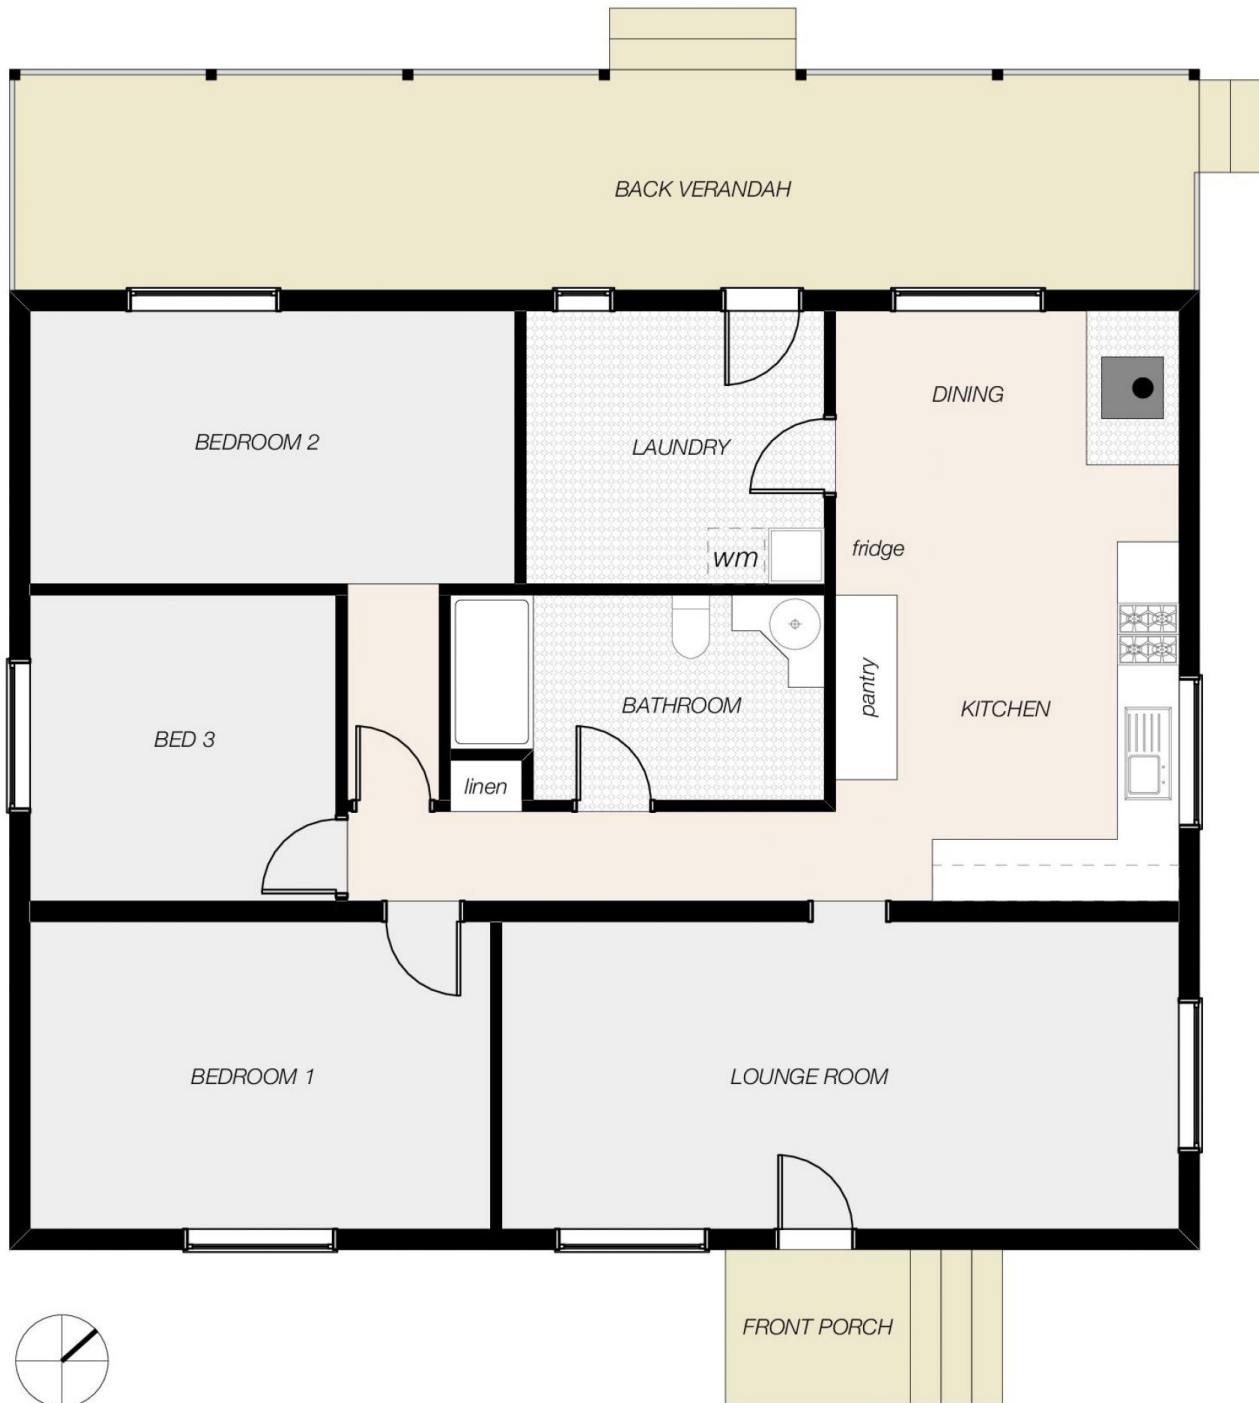 BACK VERANDAH
DINING
BEDROOM 2
LAUNDRY
fridge
wm
pantry
BATHROOM
KITCHEN
BED 3
linen
BEDROOM 1
LOUNGE ROOM
FRONT PORCH